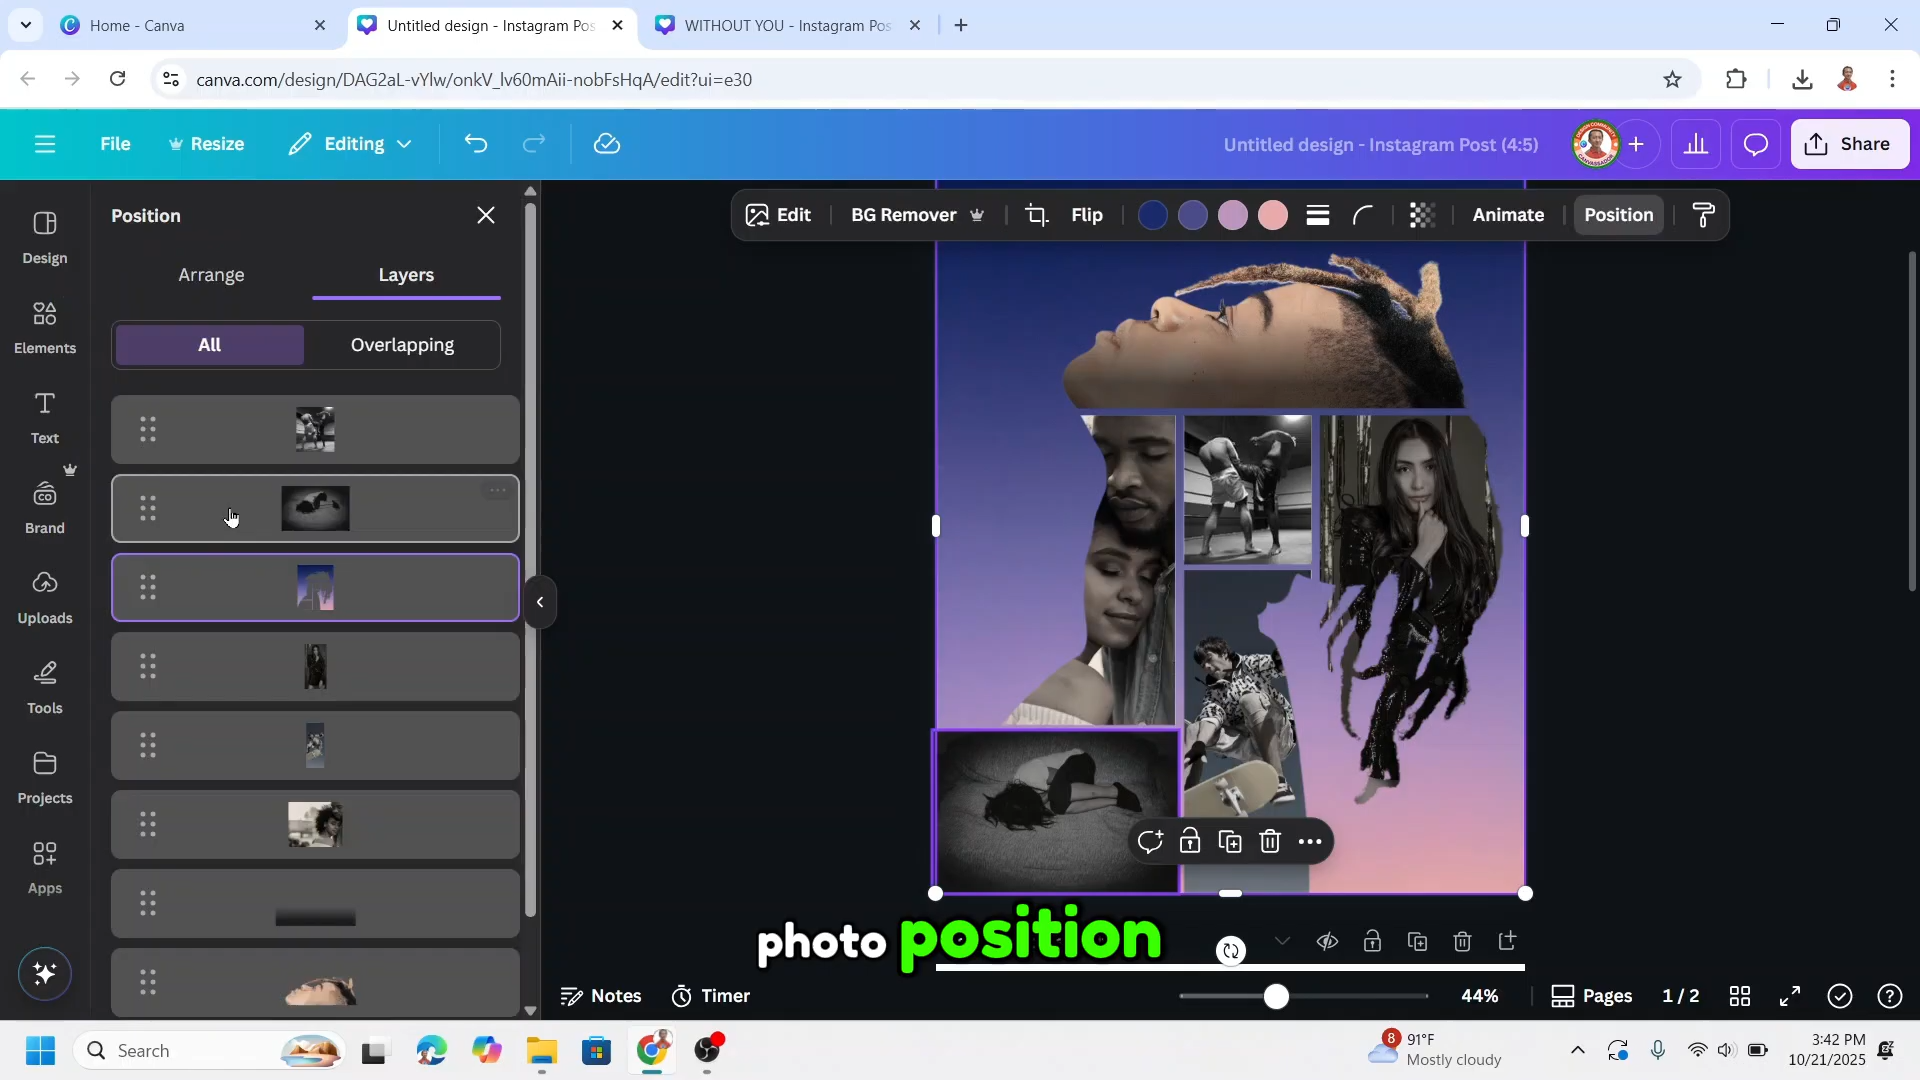 Home - Canva
Untitled design - Instagram Pos
WITHOUT YOU - Instagram Pos
canva.com/design/DAG2aL-vYlw/onkV_lv60mAii-nobFsHqA/edit?ui=e30
File
Resize
Editing
Untitled design - Instagram Post (4:5)
Share
Design
Elements
Text
Brand
Uploads
Tools
Projects
Apps
Position
Arrange
Layers
All
Overlapping
Edit
BG Remover
Flip
Animate
Position
photo position
Notes
Timer
44%
Pages
1 / 2
Search
8
91°F
Mostly cloudy
3:42 PM
10/21/2025